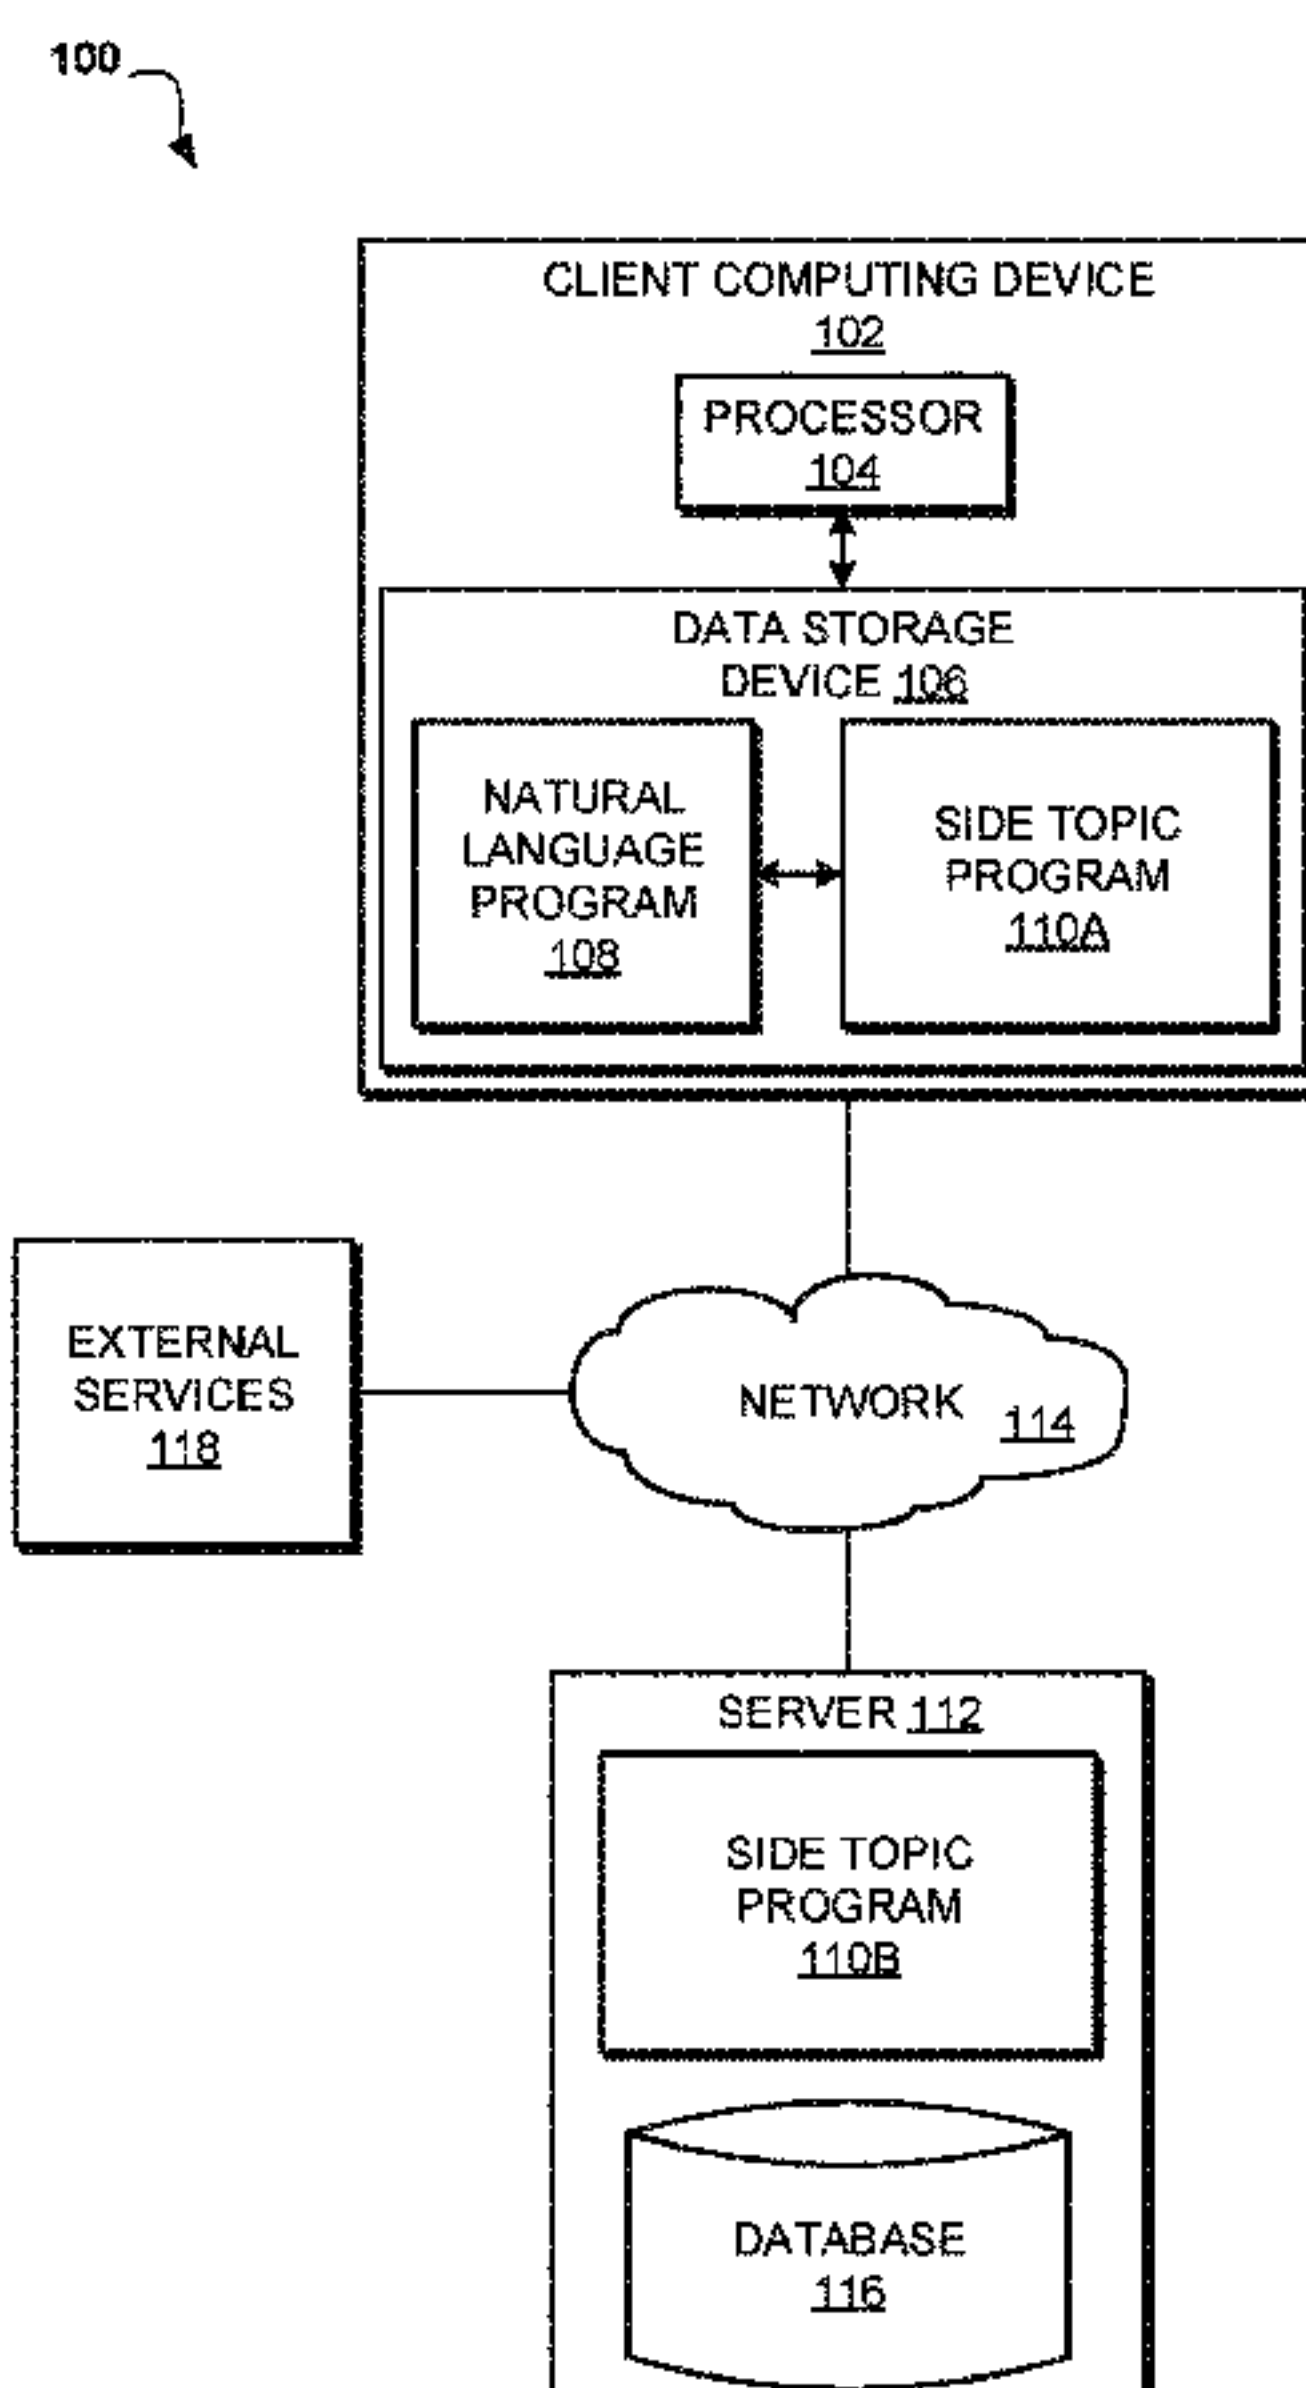 100
CLIENT COMPUTING DEVICE
102
PROCESSOR
104
DATA STORAGE
DEVICE 106
NATURAL
LANGUAGE
PROGRAM
108
SIDE TOPIC
PROGRAM
110A
EXTERNAL
SERVICES
118
NETWORK 114
SERVER 112
SIDE TOPIC
PROGRAM
110B
DATABASE
116